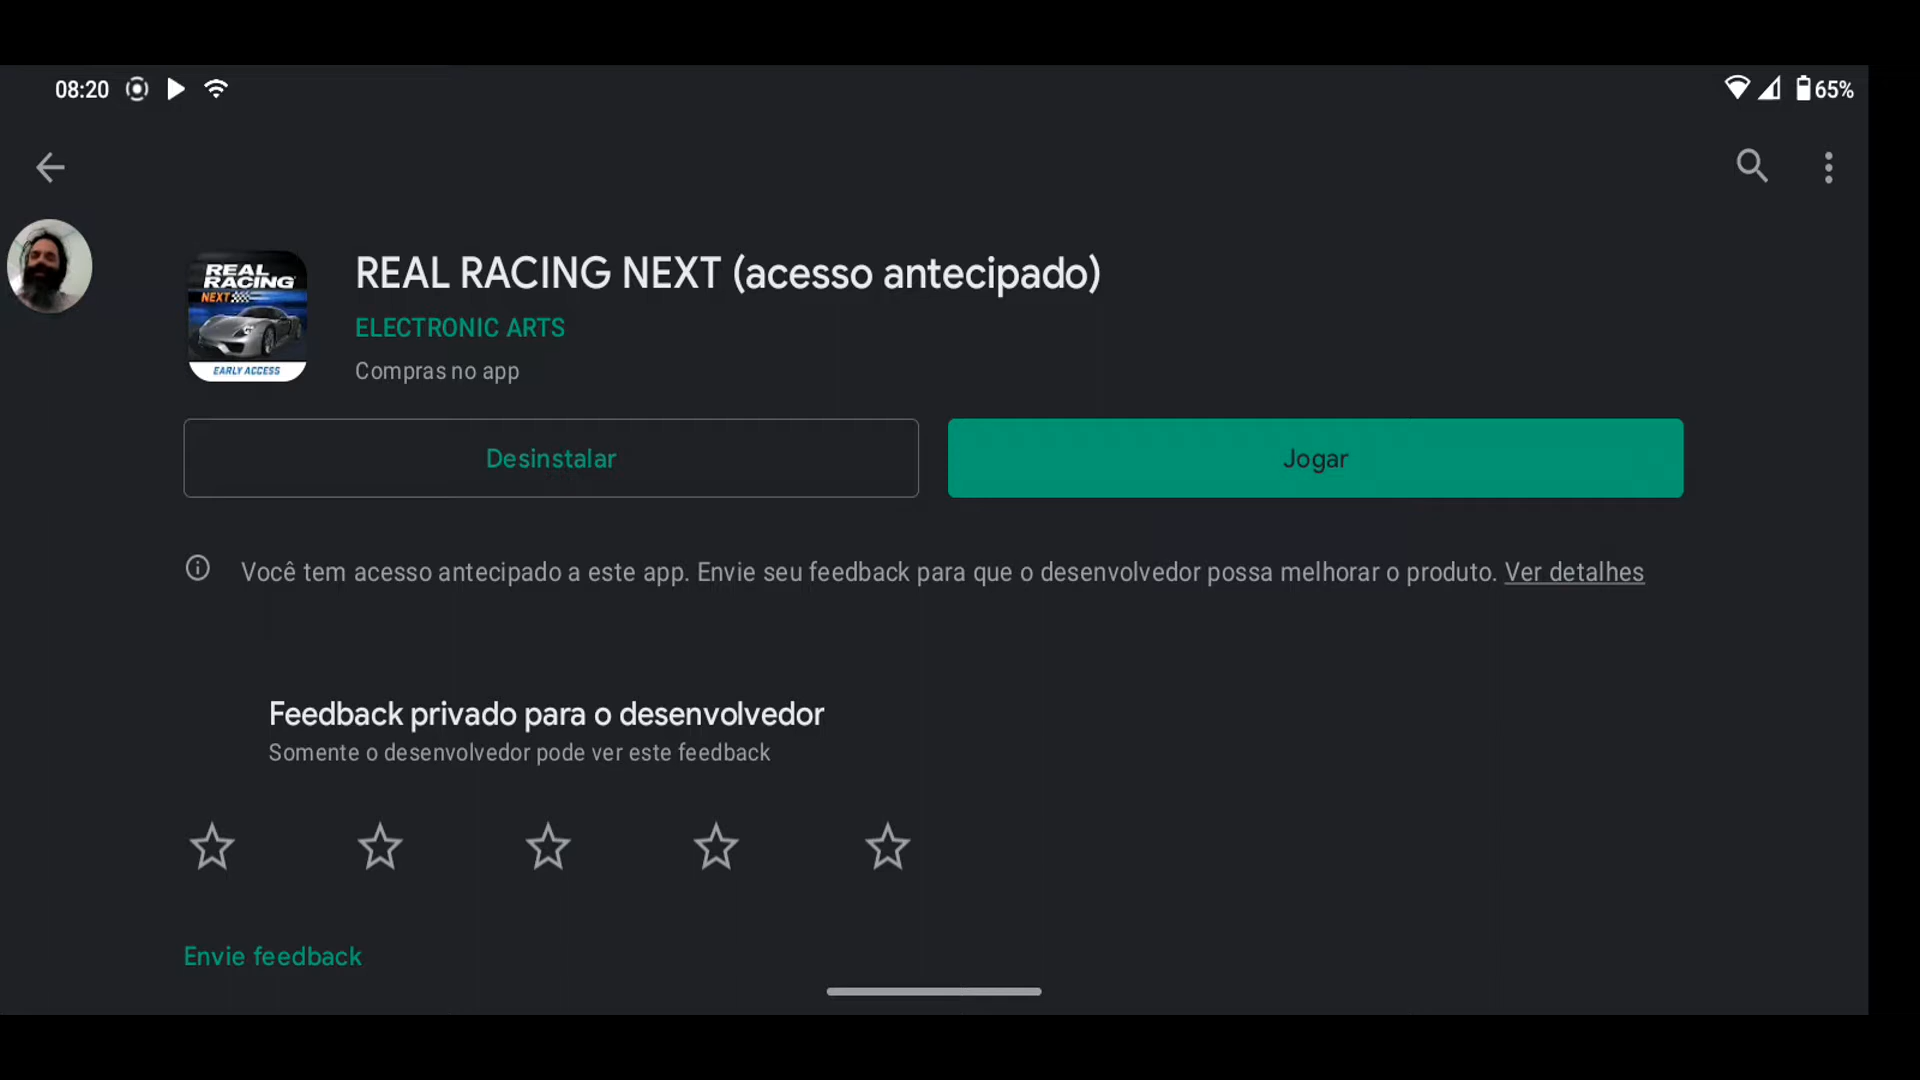 08:20
65%
REAL
RACING
NEXT
EARLY ACCESS
REAL RACING NEXT (acesso antecipado)
ELECTRONIC ARTS
Compras no app
Desinstalar
Jogar
Você tem acesso antecipado a este app. Envie seu feedback para que o desenvolvedor possa melhorar o produto. Ver detalhes
Feedback privado para o desenvolvedor
Somente o desenvolvedor pode ver este feedback
Envie feedback